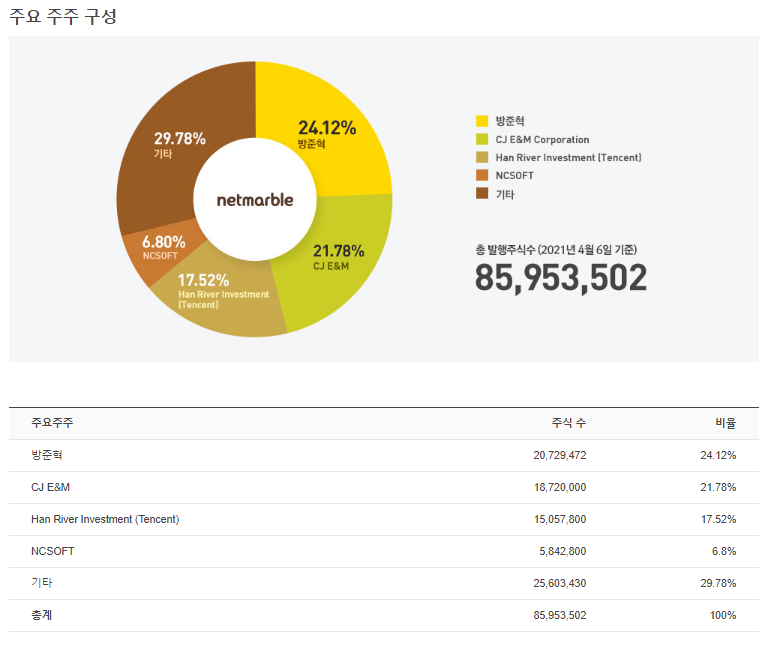 주요 주주 구성
29.78%
기타
24.12%
방준혁
netmarble
6.80%
NCSOFT
21.78%
CJ E&M
17.52%
Han River Investment
(Tencent)
방준혁
CJ E&M Corporation
Han River Investment (Tencent)
NCSOFT
기타
총 발행주식수 (2021년 4월 6일 기준)
85,953,502
주요주주 주식 수 비율
방준혁 20,729,472 24.12%
CJ E&M 18,720,000 21.78%
Han River Investment (Tencent) 15,057,800 17.52%
NCSOFT 5,842,800 6.8%
기타 25,603,430 29.78%
총계 85,953,502 100%